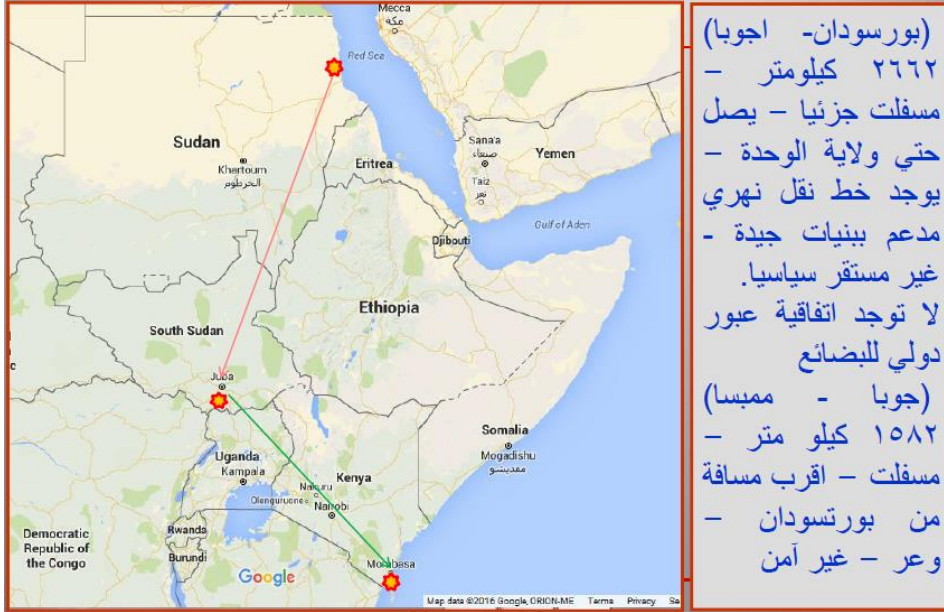 Mecca
مكة
Red Sea
Sudan
Khartoum
الخرطوم
Eritrea
Sana'a
صنعاء
Yemen
Taiz
تعز
Gulf of Aden
Djibouti
Ethiopia
South Sudan
Juba
Somalia
Mogadishu
مقديشو
Uganda
Kampala
Kenya
Nakuru
Olenguruone
Nairobi
Rwanda
Burundi
Democratic
Republic of
the Congo
Mombasa
Google
Map data ©2016 Google, ORION-ME Terms Privacy Se
(بورسودان- اجوبا)
٢٦٦٢ كيلومتر –
مسفلت جزئيا – يصل
حتي ولاية الوحدة –
يوجد خط نقل نهري
مدعم ببنيات جيدة -
غير مستقر سياسيا.
لا توجد اتفاقية عبور
دولي للبضائع
(جوبا - ممبسا)
١٥٨٢ كيلو متر –
مسفلت – اقرب مسافة
من بورتسودان –
وعر – غير آمن